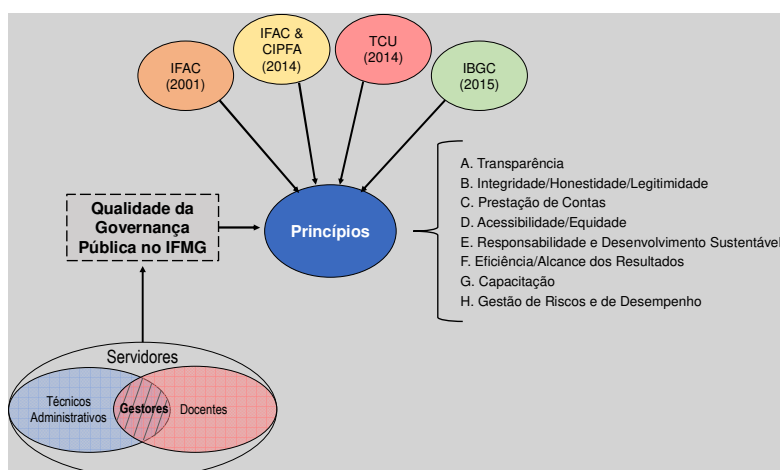 IFAC
(2001)
IFAC &
CIPFA
(2014)
TCU
(2014)
IBGC
(2015)
A. Transparência
B. Integridade/Honestidade/Legitimidade
C. Prestação de Contas
D. Acessibilidade/Equidade
E. Responsabilidade e Desenvolvimento Sustentável
F. Eficiência/Alcance dos Resultados
G. Capacitação
H. Gestão de Riscos e de Desempenho
Qualidade da
Governança
Pública no IFMG
Princípios
Servidores
Técnicos
Administrativos
Gestores
Docentes